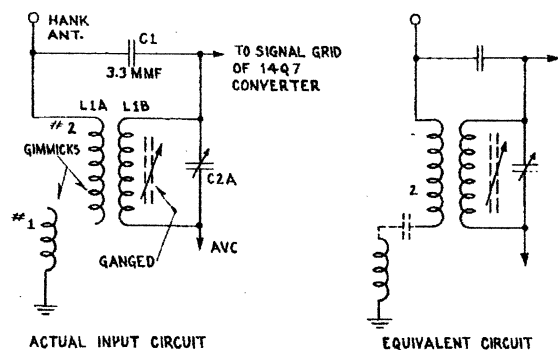 HANK
ANT.
C1
3.3 MMF
TO SIGNAL GRID
OF 14Q7
CONVERTER
L1A L1B
#2
GIMMICKS
C2A
#1
GANGED
AVC
2
ACTUAL INPUT CIRCUIT
EQUIVALENT CIRCUIT